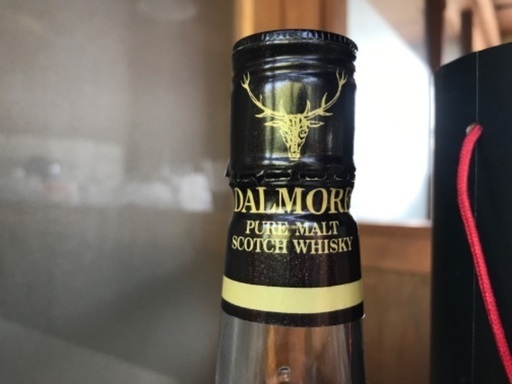 DALMORE
PURE MALT
SCOTCH WHISKY